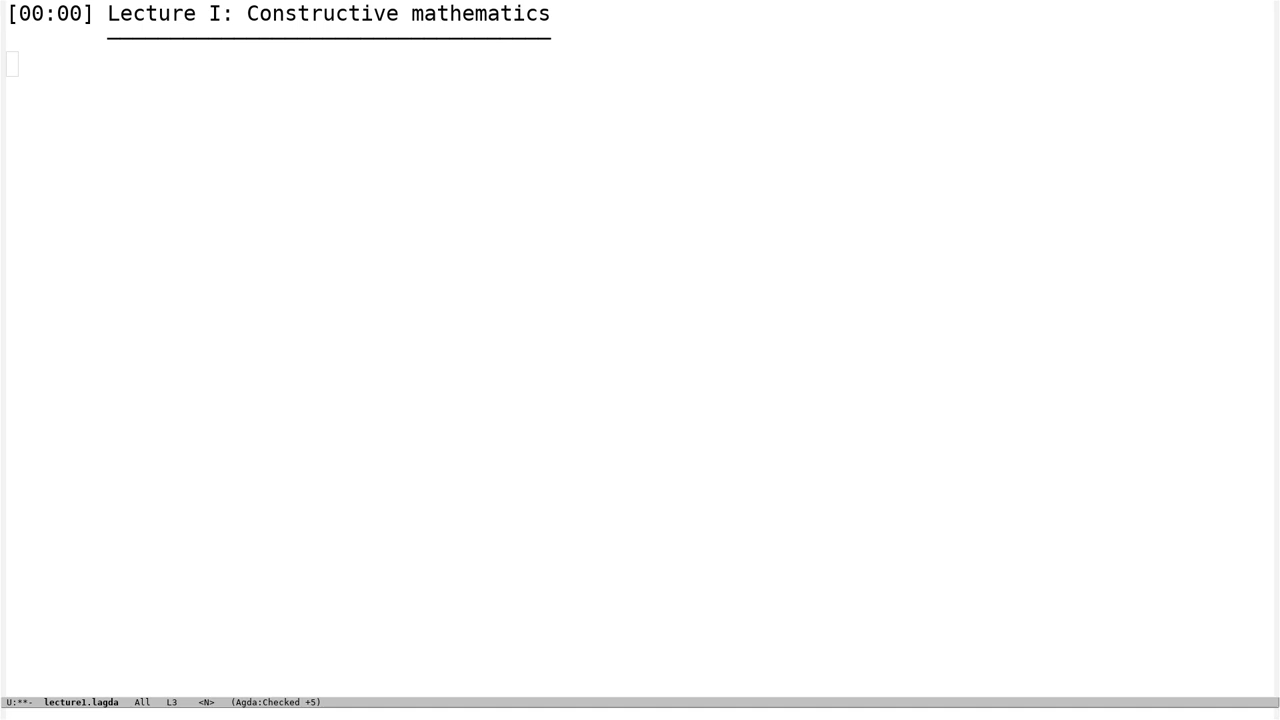 [00:00] Lecture I: Constructive mathematics
U:**-  lecture1.lagda   All   L3    <N>   (Agda:Checked +5)